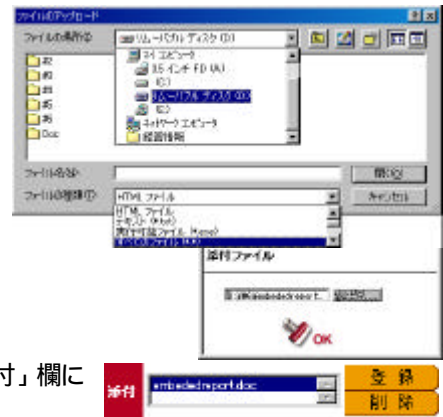 ファイルのアップロード
ファイルの場所(I): リムーバブル ディスク (D:)
#2
#3
#4
#5
#6
Doc
マイ コンピュータ
3.5 インチ FD (A:)
(C:)
リムーバブル ディスク (D:)
(E:)
ネットワーク コンピュータ
ファイル名(N):
開く(O)
ファイルの種類(T): HTML ファイル
キャンセル
HTML ファイル
テキスト (*.txt)
すべてのファイル (*.*)
添付ファイル
OK
付」欄に
添付
embededreport.doc
登 録
削 除